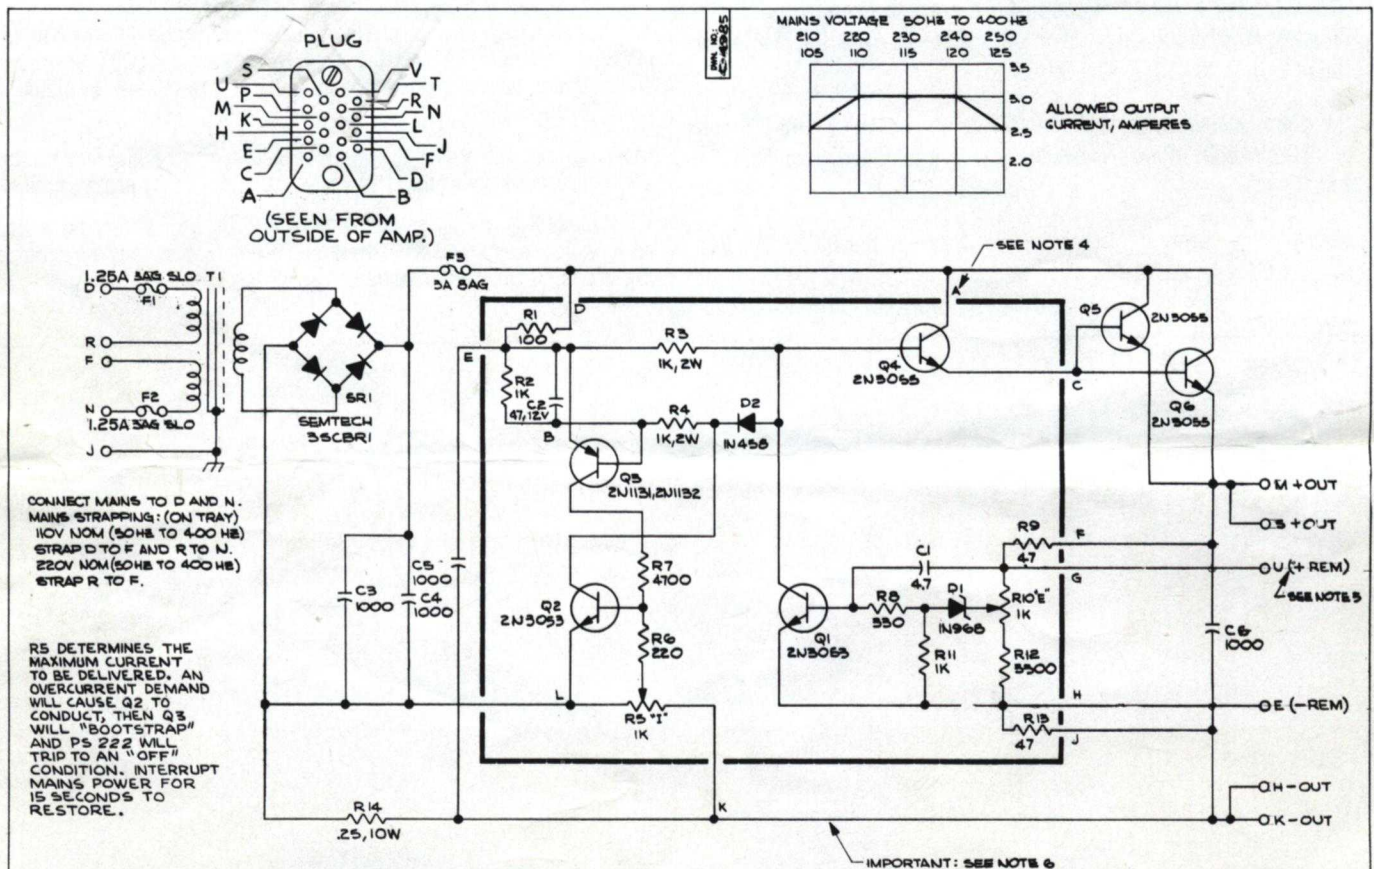 PLUG
S
U
P
M
K
H
E
C
A
V
T
R
N
L
J
F
D
B
(SEEN FROM
OUTSIDE OF AMP.)
DWG. NO.:
C-4985
MAINS VOLTAGE 50HZ TO 400HZ
210 220 230 240 250
105 110 115 120 125
3.5
3.0
2.5
2.0
ALLOWED OUTPUT
CURRENT, AMPERES
SEE NOTE 4
1.25A 3AG SLO T1
D
F1
R
F
N
F2
1.25A 3AG SLO
J
SR1
SEMTECH
3SCBR1
F3
3A 8AG
CONNECT MAINS TO D AND N.
MAINS STRAPPING: (ON TRAY)
110V NOM (50HZ TO 400 HZ)
STRAP D TO F AND R TO N.
220V NOM (50HZ TO 400 HZ)
STRAP R TO F.
R5 DETERMINES THE
MAXIMUM CURRENT
TO BE DELIVERED. AN
OVERCURRENT DEMAND
WILL CAUSE Q2 TO
CONDUCT, THEN Q3
WILL "BOOTSTRAP"
AND PS 222 WILL
TRIP TO AN "OFF"
CONDITION. INTERRUPT
MAINS POWER FOR
15 SECONDS TO
RESTORE.
C3
1000
C5
1000
C4
1000
R14
.25, 10W
E
R1
100
D
R2
1K
C2
47, 12V
B
R3
1K, 2W
R4
1K, 2W
D2
1N458
Q3
2N1131, 2N1132
R7
4700
Q2
2N3053
R6
220
L
R5 "I"
1K
K
A
Q4
2N3055
C
Q5
2N3055
Q6
2N3055
Q1
2N3053
C1
4.7
R8
330
D1
1N968
R11
1K
R9
47
F
G
R10 "E"
1K
R12
3300
H
R13
47
J
C6
1000
M +OUT
S +OUT
U (+REM)
SEE NOTE 5
E (-REM)
H -OUT
K -OUT
IMPORTANT: SEE NOTE 6